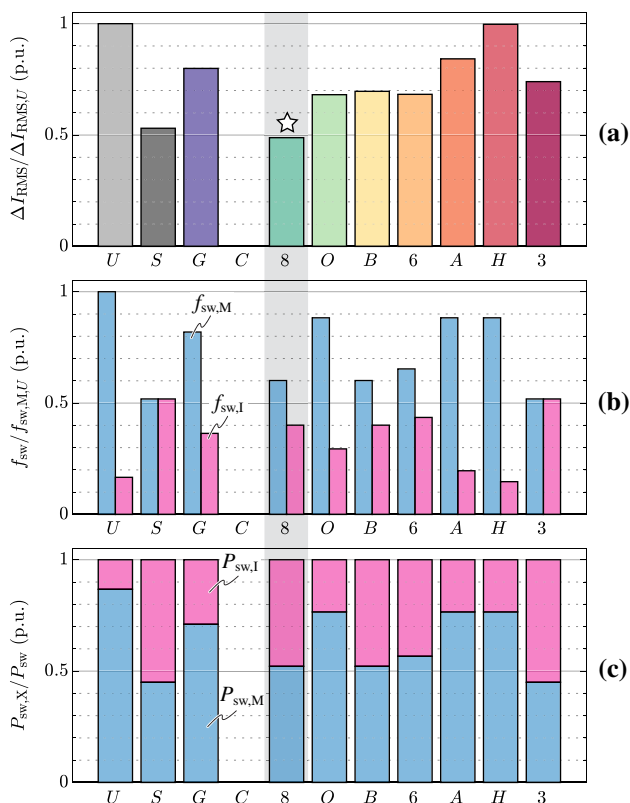 1
0.5
0
ΔI_RMS/ΔI_RMS,U (p.u.)
U S G C 8 O B 6 A H 3
(a)
1
0.5
0
f_sw/f_sw,M,U (p.u.)
f_sw,M
f_sw,I
U S G C 8 O B 6 A H 3
(b)
1
0.5
0
P_sw,X/P_sw (p.u.)
P_sw,I
P_sw,M
U S G C 8 O B 6 A H 3
(c)